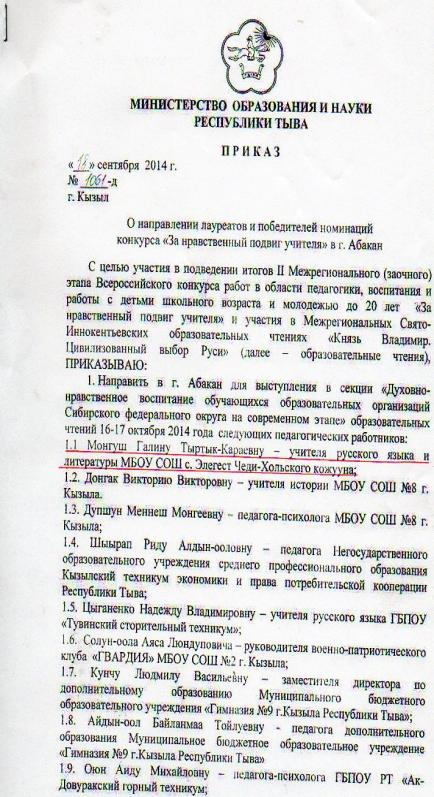 МИНИСТЕРСТВО ОБРАЗОВАНИЯ И НАУКИ
РЕСПУБЛИКИ ТЫВА
П Р И К А З
«18» сентября 2014 г.
№ 1061-д
г. Кызыл
О направлении лауреатов и победителей номинаций
конкурса «За нравственный подвиг учителя» в г. Абакан
С целью участия в подведении итогов II Межрегионального (заочного)
этапа Всероссийского конкурса работ в области педагогики, воспитания и
работы с детьми школьного возраста и молодежью до 20 лет «За
нравственный подвиг учителя» и участия в Межрегиональных Свято-
Иннокентьевских образовательных чтениях «Князь Владимир.
Цивилизованный выбор Руси» (далее – образовательные чтения),
ПРИКАЗЫВАЮ:
1. Направить в г. Абакан для выступления в секции «Духовно-
нравственное воспитание обучающихся образовательных организаций
Сибирского федерального округа на современном этапе» образовательных
чтений 16-17 октября 2014 года следующих педагогических работников:
1.1 Монгуш Галину Тыртык-Караевну – учителя русского языка и
литературы МБОУ СОШ с. Элегест Чеди-Хольского кожууна;
1.2. Донгак Викторию Викторовну – учителя истории МБОУ СОШ №8 г.
Кызыла.
1.3. Дупшун Меннеш Монгеевну – педагога-психолога МБОУ СОШ №8 г.
Кызыла;
1.4. Шыырап Риду Алдын-ооловну – педагога Негосударственного
образовательного учреждения среднего профессионального образования
Кызылский техникум экономики и права потребительской кооперации
Республики Тыва;
1.5. Цыганенко Надежду Владимировну – учителя русского языка ГБПОУ
«Тувинский сторительный техникум»;
1.6. Солун-оола Аяса Люндуповича – руководителя военно-патриотического
клуба «ГВАРДИЯ» МБОУ СОШ №2 г. Кызыла;
1.7. Кунчу Людмилу Васильевну – заместителя директора по
дополнительному образованию Муниципального бюджетного
образовательного учреждения «Гимназия №9 г.Кызыла Республики Тыва»;
1.8. Айдын-оол Байланмаа Тойлуевну - педагога дополнительного
образования Муниципальное бюджетное образовательное учреждение
«Гимназия №9 г.Кызыла Республики Тыва»
1.9. Оюн Аиду Михайловну – педагога-психолога ГБПОУ РТ «Ак-
Довуракский горный техникум;